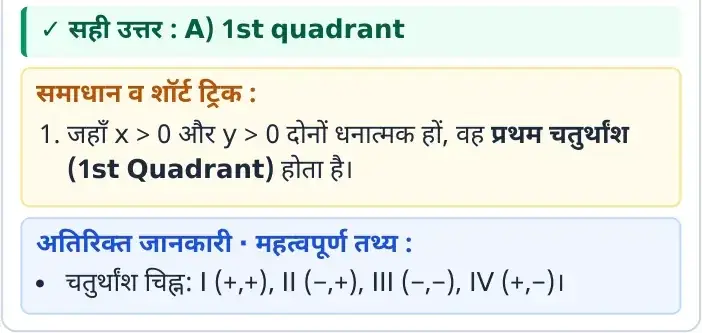 ✓ सही उत्तर : A) 1st quadrant
समाधान व शॉर्ट ट्रिक :
1. जहाँ x > 0 और y > 0 दोनों धनात्मक हों, वह प्रथम चतुर्थांश
(1st Quadrant) होता है।
अतिरिक्त जानकारी · महत्वपूर्ण तथ्य :
• चतुर्थांश चिह्न: I (+,+), II (−,+), III (−,−), IV (+,−)।